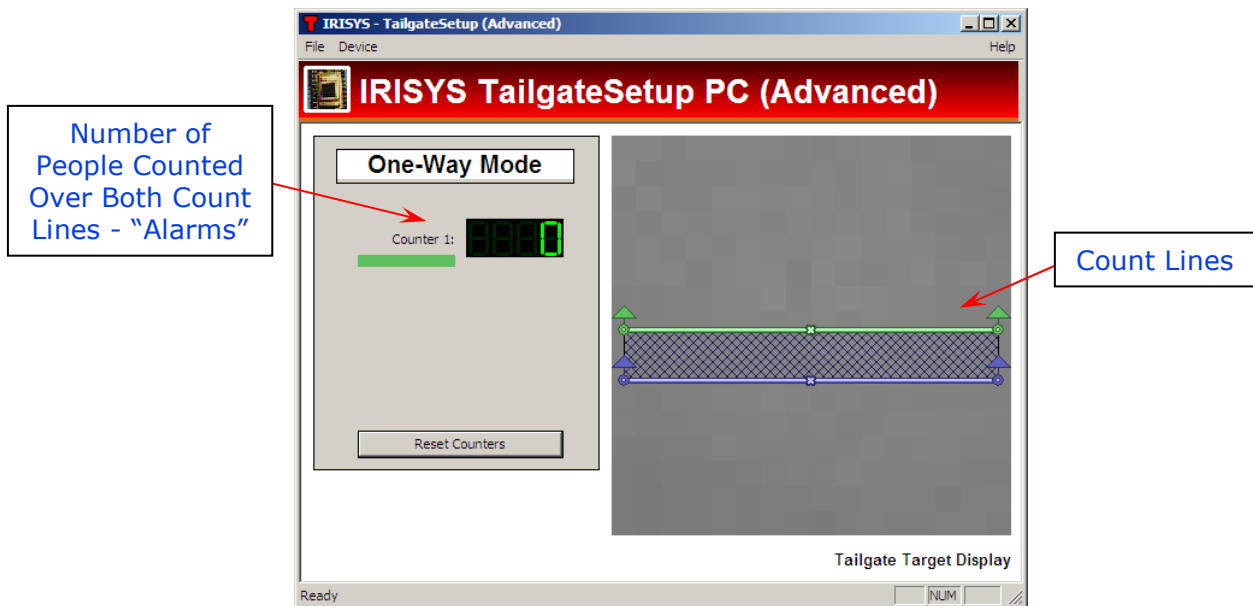 IRISYS - TailgateSetup (Advanced)
File Device Help
IRISYS TailgateSetup PC (Advanced)
Number of
People Counted
Over Both Count
Lines - “Alarms”
One-Way Mode
Counter 1: 0
Count Lines
Reset Counters
Tailgate Target Display
Ready NUM